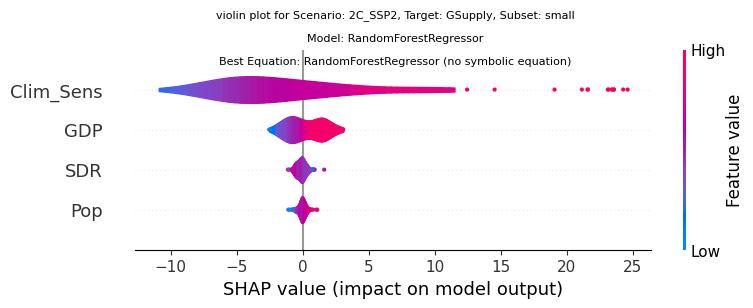 violin plot for Scenario: 2C_SSP2, Target: GSupply, Subset: small
Model: RandomForestRegressor
Best Equation: RandomForestRegressor (no symbolic equation)
High
Clim_Sens
GDP
SDR
Pop
Feature value
Low
−10 −5 0 5 10 15 20 25
SHAP value (impact on model output)